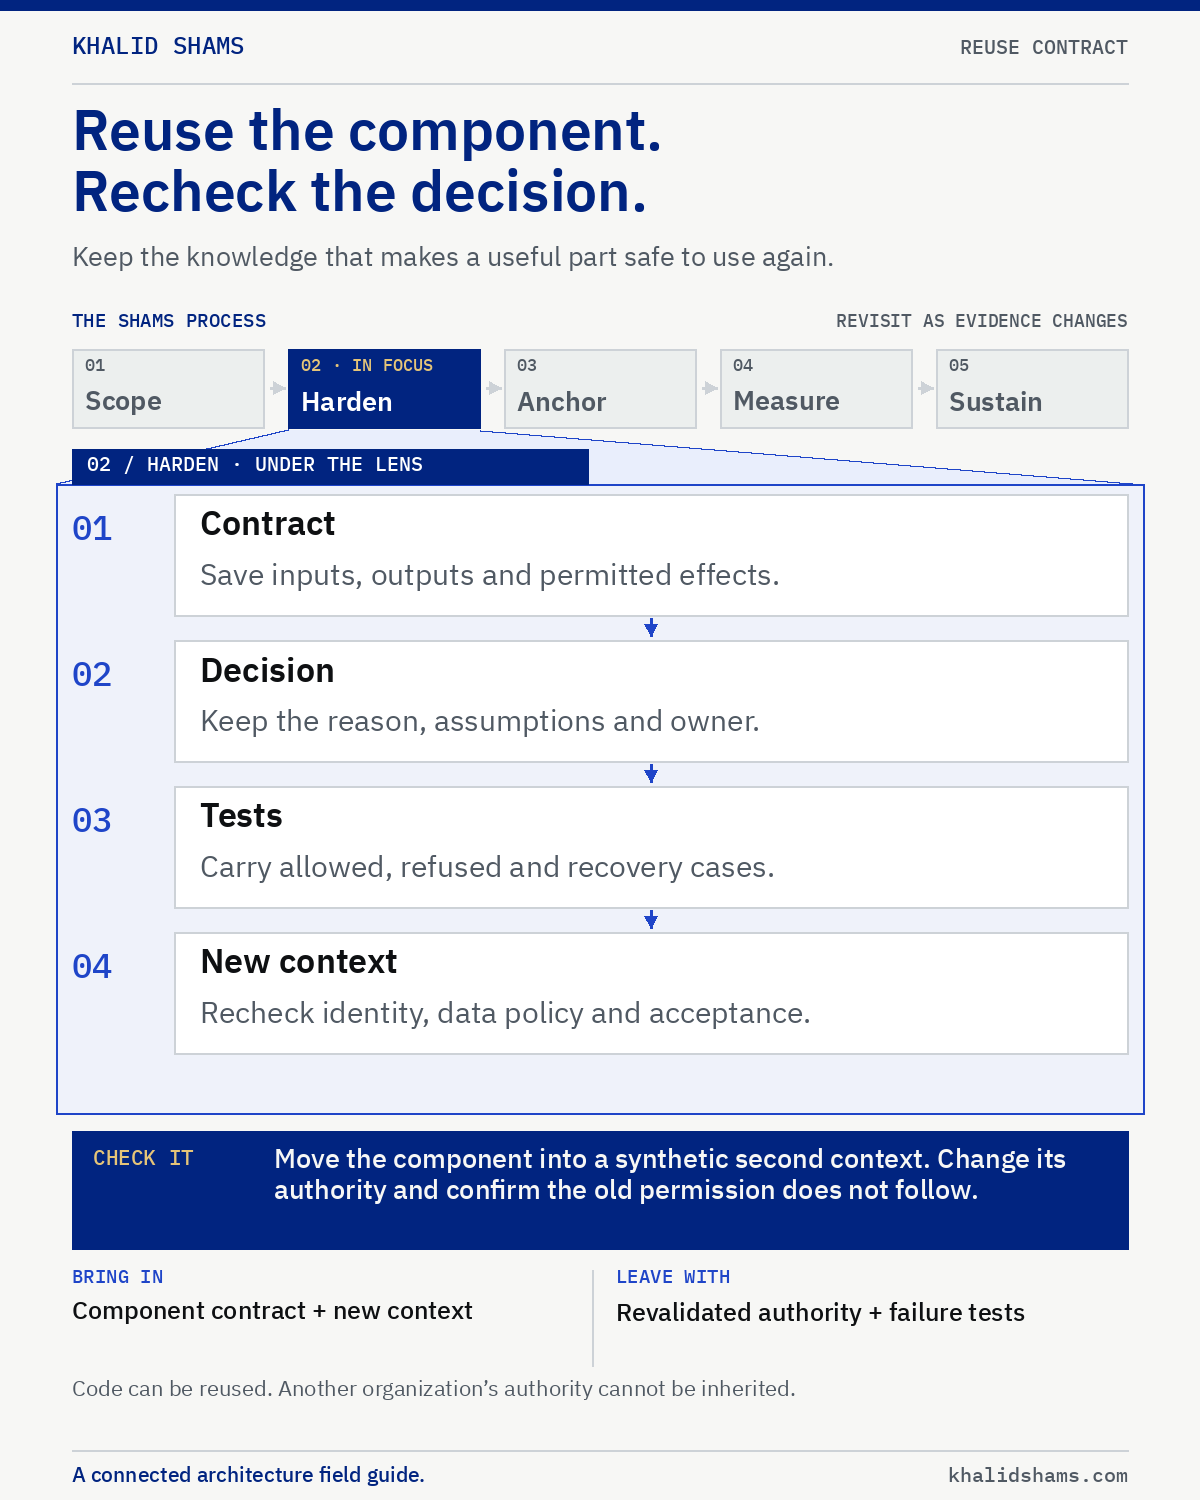 KHALID SHAMS
REUSE CONTRACT
Reuse the component.
Recheck the decision.
Keep the knowledge that makes a useful part safe to use again.
THE SHAMS PROCESS
REVISIT AS EVIDENCE CHANGES
01
Scope
02 · IN FOCUS
Harden
03
Anchor
04
Measure
05
Sustain
02 / HARDEN · UNDER THE LENS
01
Contract
Save inputs, outputs and permitted effects.
02
Decision
Keep the reason, assumptions and owner.
03
Tests
Carry allowed, refused and recovery cases.
04
New context
Recheck identity, data policy and acceptance.
CHECK IT
Move the component into a synthetic second context. Change its
authority and confirm the old permission does not follow.
BRING IN
Component contract + new context
LEAVE WITH
Revalidated authority + failure tests
Code can be reused. Another organization’s authority cannot be inherited.
A connected architecture field guide.
khalidshams.com